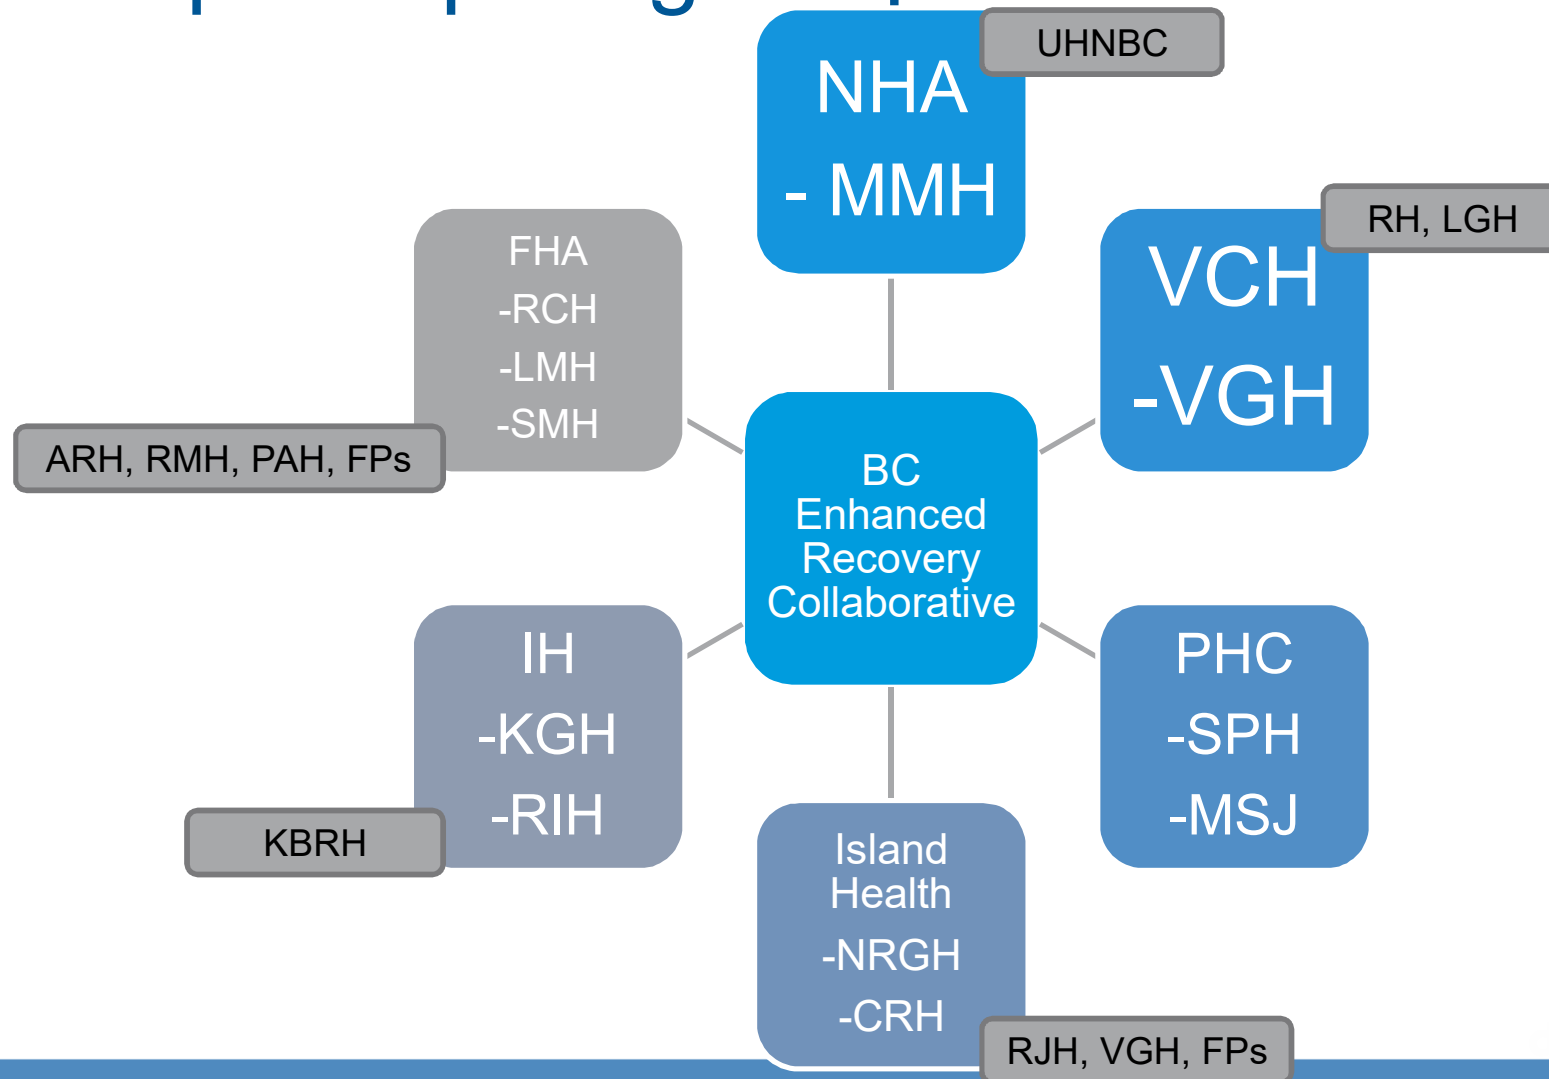 UHNBC
NHA
- MMH
RH, LGH
VCH
-VGH
FHA
-RCH
-LMH
-SMH
ARH, RMH, PAH, FPs
BC
Enhanced
Recovery
Collaborative
IH
-KGH
-RIH
KBRH
PHC
-SPH
-MSJ
Island
Health
-NRGH
-CRH
RJH, VGH, FPs